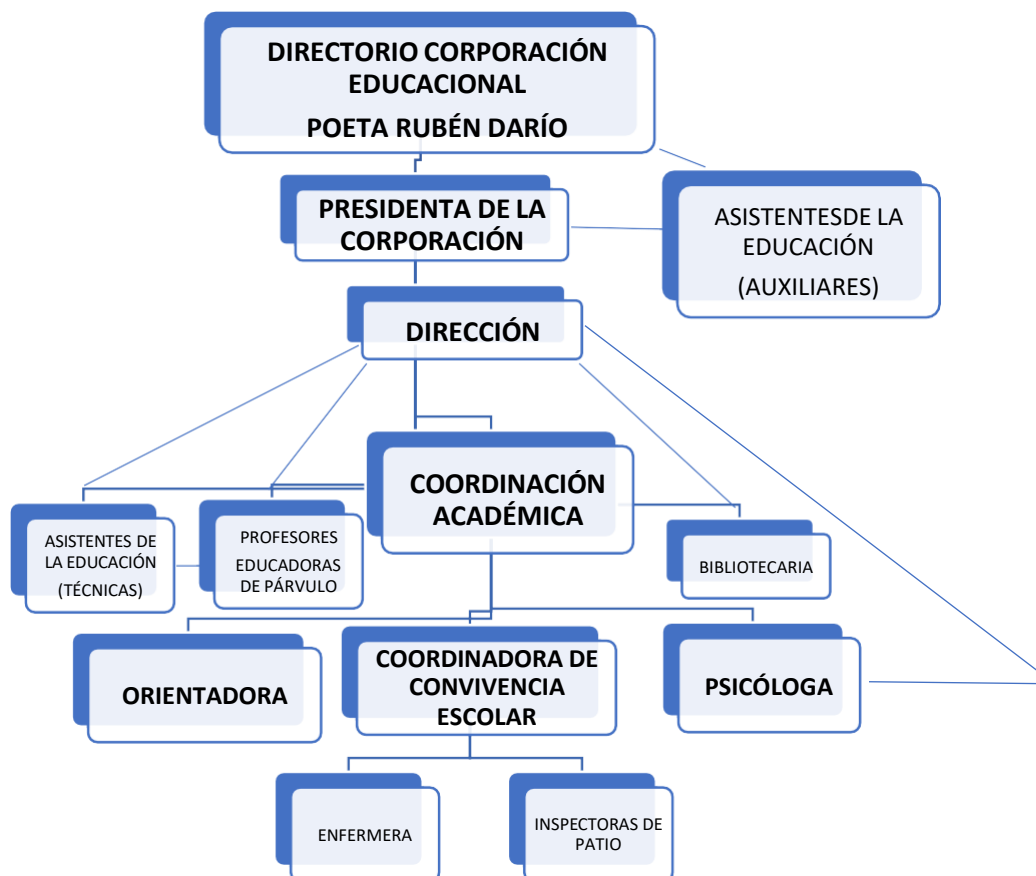 DIRECTORIO CORPORACIÓN
EDUCACIONAL
POETA RUBÉN DARÍO
PRESIDENTA DE LA
CORPORACIÓN
ASISTENTESDE LA
EDUCACIÓN
(AUXILIARES)
DIRECCIÓN
COORDINACIÓN
ACADÉMICA
ASISTENTES DE
LA EDUCACIÓN
(TÉCNICAS)
PROFESORES
EDUCADORAS
DE PÁRVULO
BIBLIOTECARIA
ORIENTADORA
COORDINADORA DE
CONVIVENCIA
ESCOLAR
PSICÓLOGA
ENFERMERA
INSPECTORAS DE
PATIO